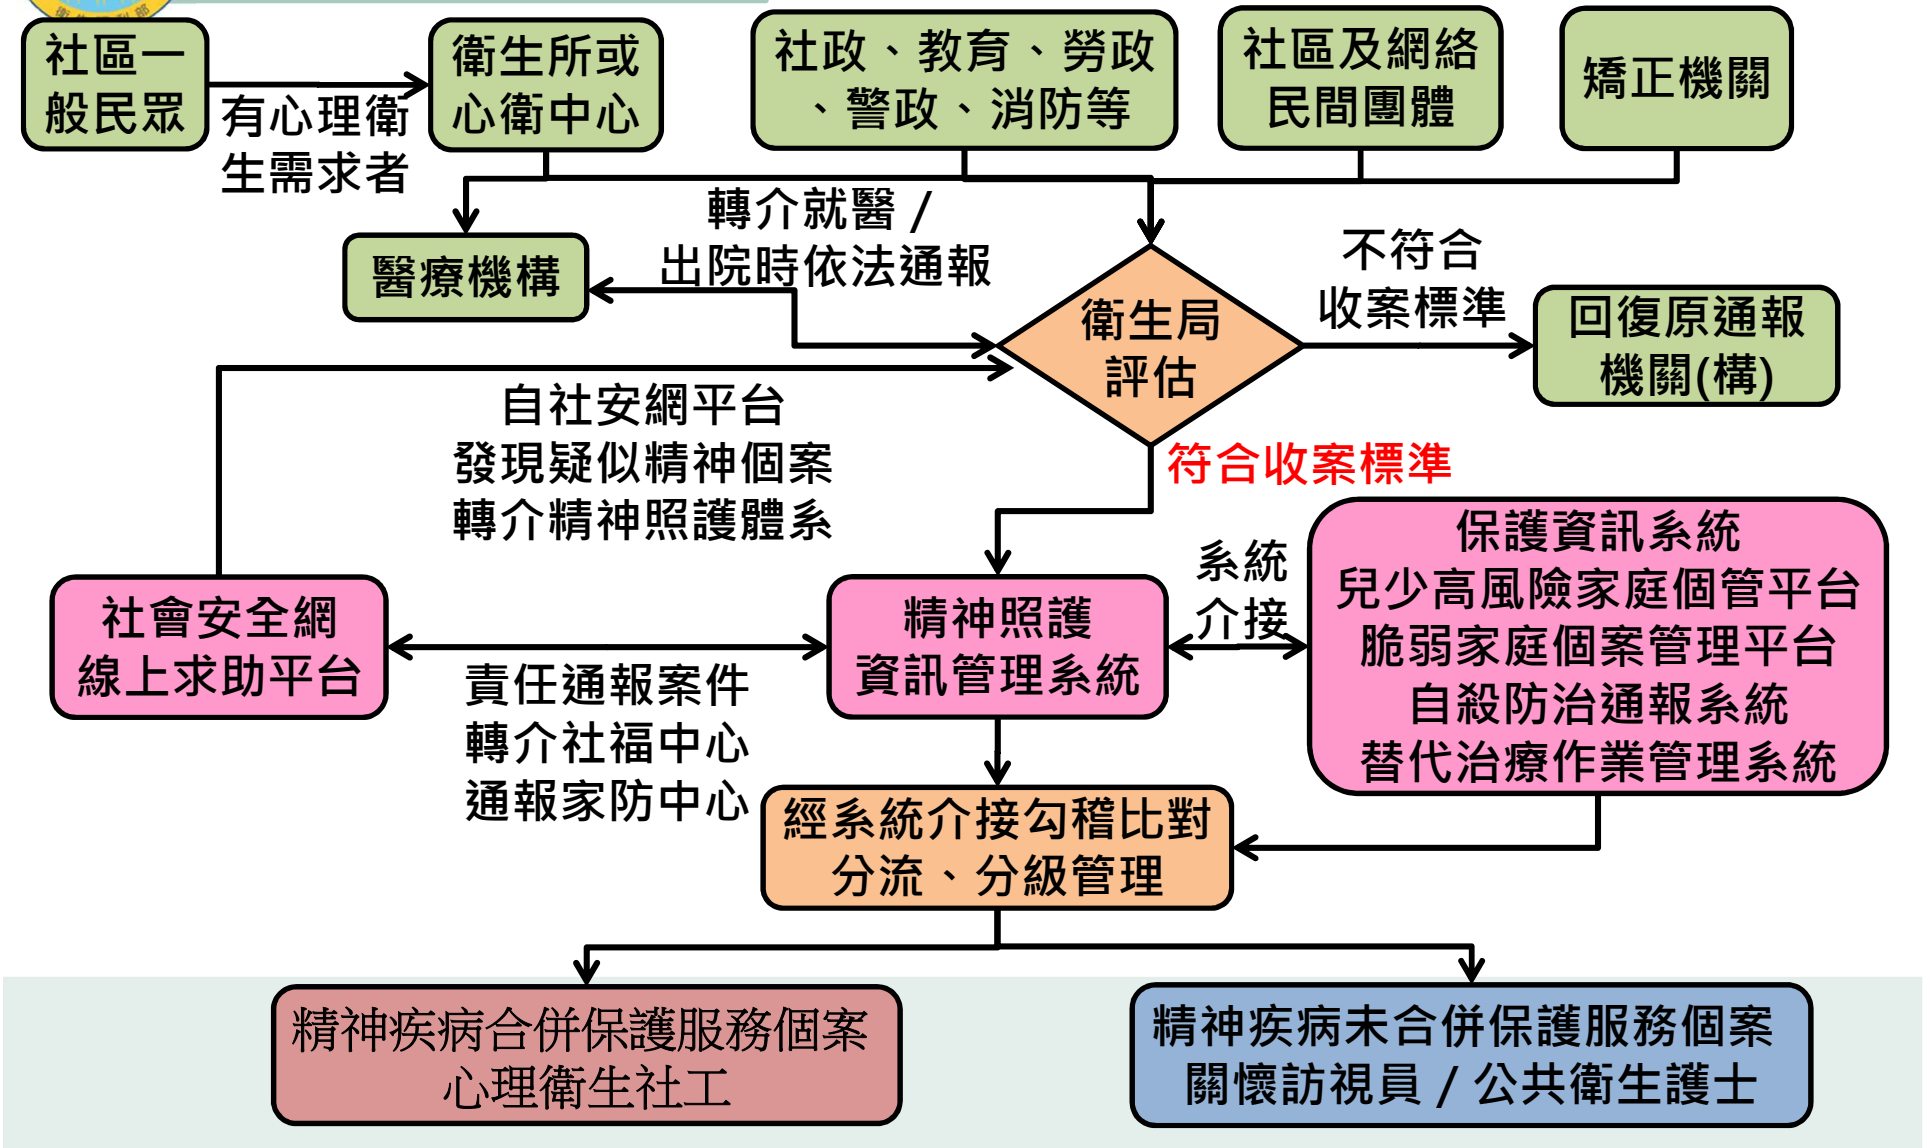 社區一
般民眾
有心理衛
生需求者
衛生所或
心衛中心
社政、教育、勞政
、警政、消防等
社區及網絡
民間團體
矯正機關
醫療機構
轉介就醫/
出院時依法通報
衛生局
評估
不符合
收案標準
回復原通報
機關(構)
自社安網平台
發現疑似精神個案
轉介精神照護體系
符合收案標準
社會安全網
線上求助平台
責任通報案件
轉介社福中心
通報家防中心
精神照護
資訊管理系統
系統
介接
保護資訊系統
兒少高風險家庭個管平台
脆弱家庭個案管理平台
自殺防治通報系統
替代治療作業管理系統
經系統介接勾稽比對
分流、分級管理
精神疾病合併保護服務個案
心理衛生社工
精神疾病未合併保護服務個案
關懷訪視員/公共衛生護士